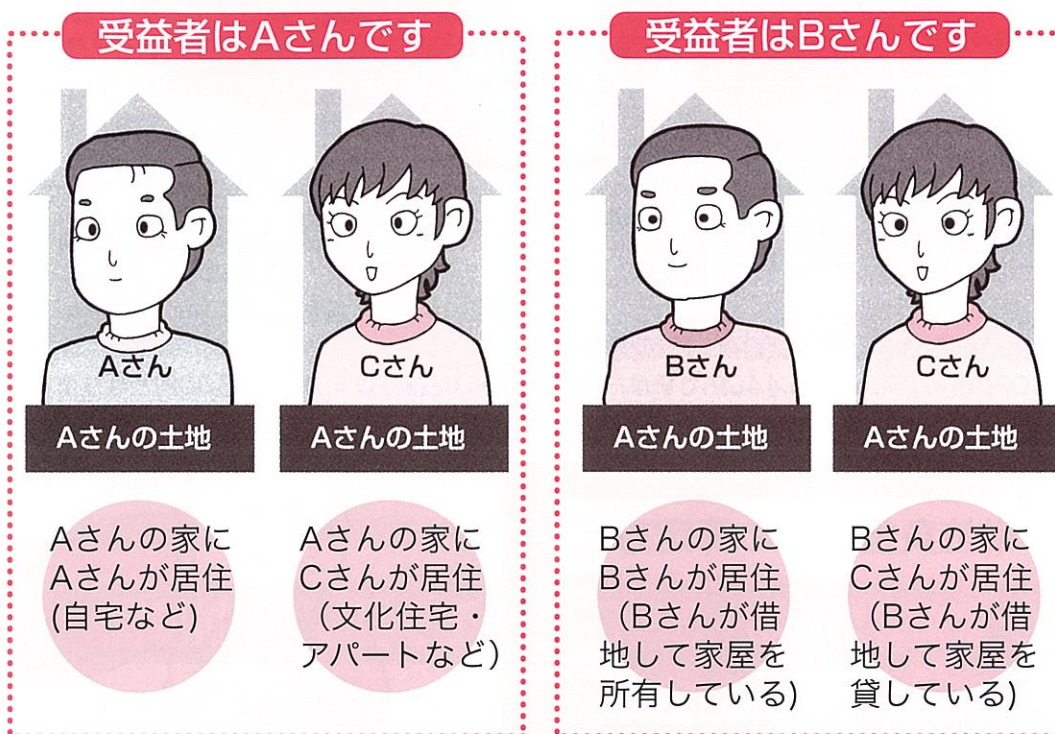 受益者はAさんです
Aさん
Aさんの土地
Aさんの家に
Aさんが居住
(自宅など)
Cさん
Aさんの土地
Aさんの家に
Cさんが居住
（文化住宅・
アパートなど）
受益者はBさんです
Bさん
Aさんの土地
Bさんの家に
Bさんが居住
（Bさんが借
地して家屋を
所有している)
Cさん
Aさんの土地
Bさんの家に
Cさんが居住
（Bさんが借
地して家屋を
貸している)